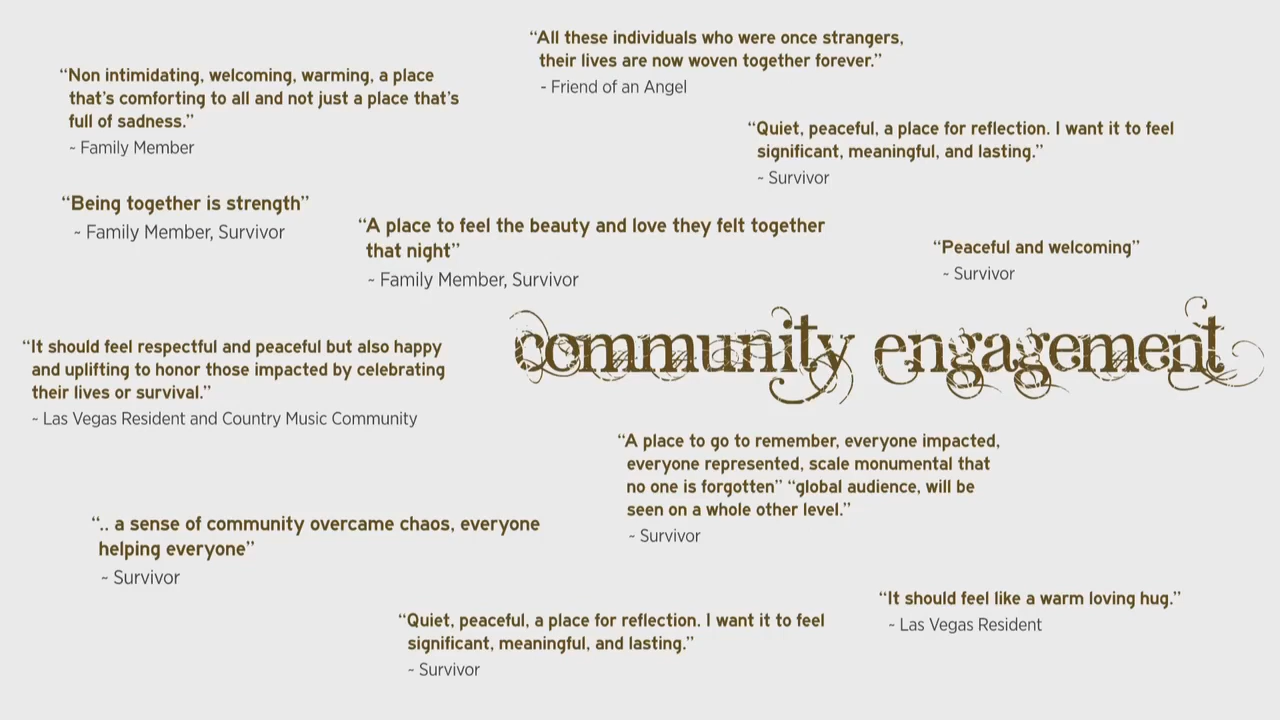 “All these individuals who were once strangers,
their lives are now woven together forever.”
- Friend of an Angel
“Non intimidating, welcoming, warming, a place
that’s comforting to all and not just a place that’s
full of sadness.”
~ Family Member
“Quiet, peaceful, a place for reflection. I want it to feel
significant, meaningful, and lasting.”
~ Survivor
“Being together is strength”
~ Family Member, Survivor
“A place to feel the beauty and love they felt together
that night”
~ Family Member, Survivor
“Peaceful and welcoming”
~ Survivor
community engagement
“It should feel respectful and peaceful but also happy
and uplifting to honor those impacted by celebrating
their lives or survival.”
~ Las Vegas Resident and Country Music Community
“A place to go to remember, everyone impacted,
everyone represented, scale monumental that
no one is forgotten” “global audience, will be
seen on a whole other level.”
~ Survivor
“.. a sense of community overcame chaos, everyone
helping everyone”
~ Survivor
“It should feel like a warm loving hug.”
~ Las Vegas Resident
“Quiet, peaceful, a place for reflection. I want it to feel
significant, meaningful, and lasting.”
~ Survivor